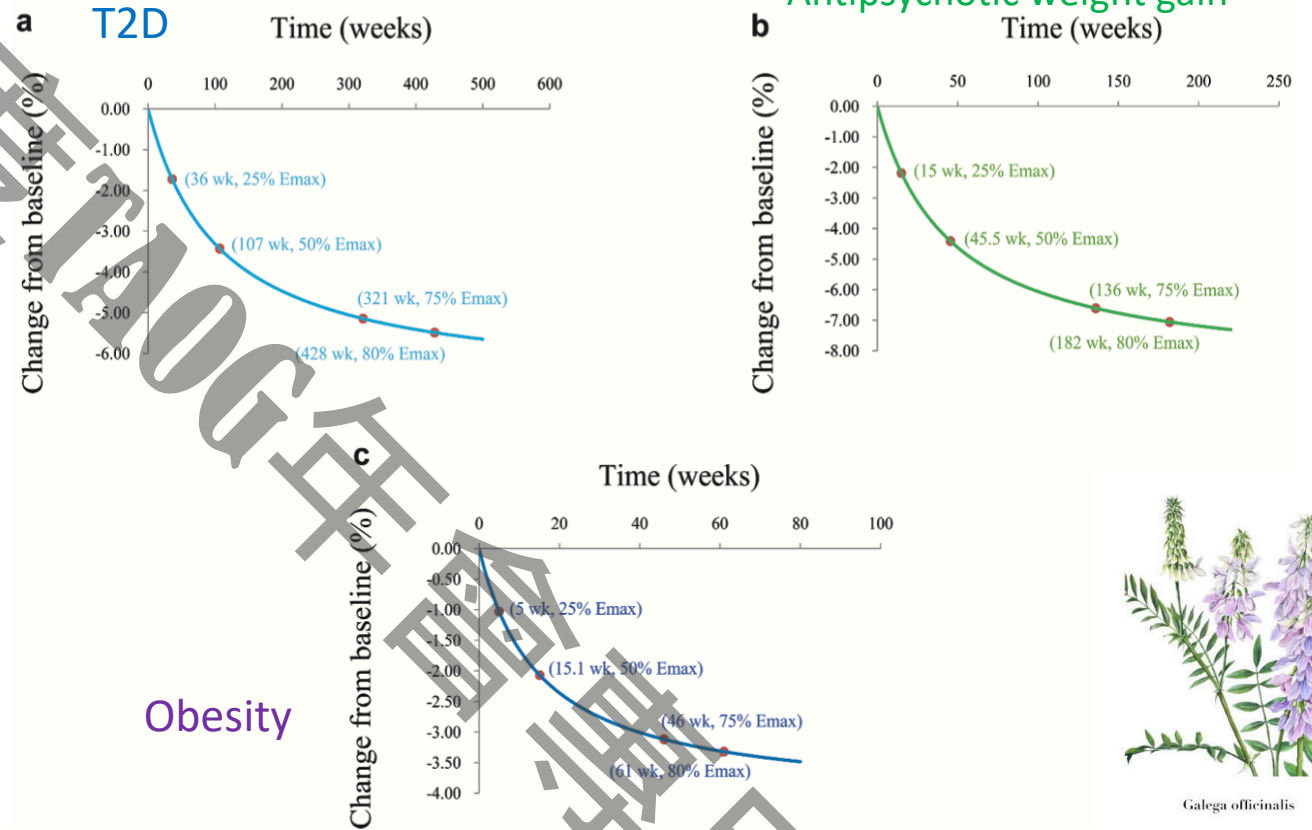 Antipsychotic weight gain
a
T2D
Time (weeks)
0 100 200 300 400 500 600
Change from baseline (%)
0.00
-1.00
-2.00
-3.00
-4.00
-5.00
-6.00
(36 wk, 25% Emax)
(107 wk, 50% Emax)
(321 wk, 75% Emax)
(428 wk, 80% Emax)
b
Time (weeks)
0 50 100 150 200 250
Change from baseline (%)
0.00
-1.00
-2.00
-3.00
-4.00
-5.00
-6.00
-7.00
-8.00
(15 wk, 25% Emax)
(45.5 wk, 50% Emax)
(136 wk, 75% Emax)
(182 wk, 80% Emax)
c
Time (weeks)
0 20 40 60 80 100
Change from baseline (%)
0.00
-0.50
-1.00
-1.50
-2.00
-2.50
-3.00
-3.50
-4.00
(5 wk, 25% Emax)
(15.1 wk, 50% Emax)
(46 wk, 75% Emax)
(61 wk, 80% Emax)
Obesity
Galega officinalis
TAOG年會